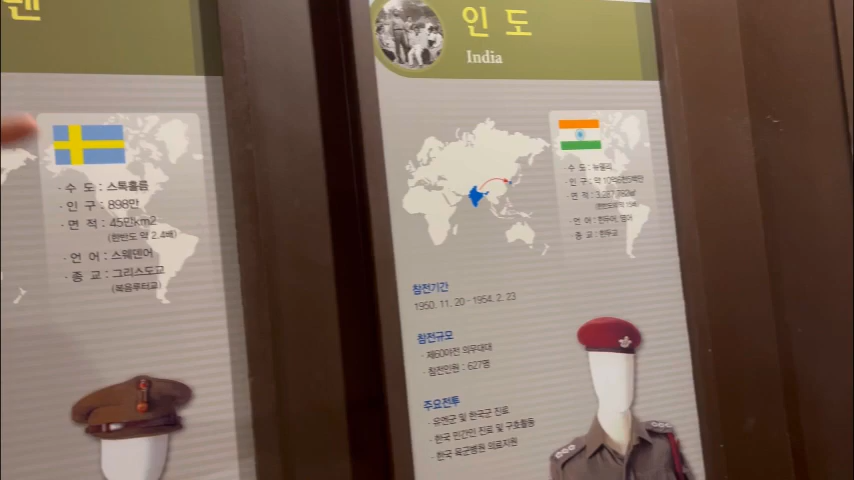 덴
· 수 도 : 스톡홀름
· 인 구 : 898만
· 면 적 : 45만km2
(한반도 약 2.4배)
· 언 어 : 스웨덴어
· 종 교 : 그리스도교
(복음루터교)
인 도
India
· 수 도 : 뉴델리
· 인 구 : 약
· 면 적 :
· 언 어 : 힌두어, 영어
· 종 교 : 힌두교
참전기간
1950. 11. 20 - 1954. 2. 23
참전규모
· 제60야전 의무대대
· 참전인원 : 627명
주요전투
· 유엔군 및 한국군 진료
· 한국 민간인 진료 및 구호활동
· 한국 육군병원 의료지원